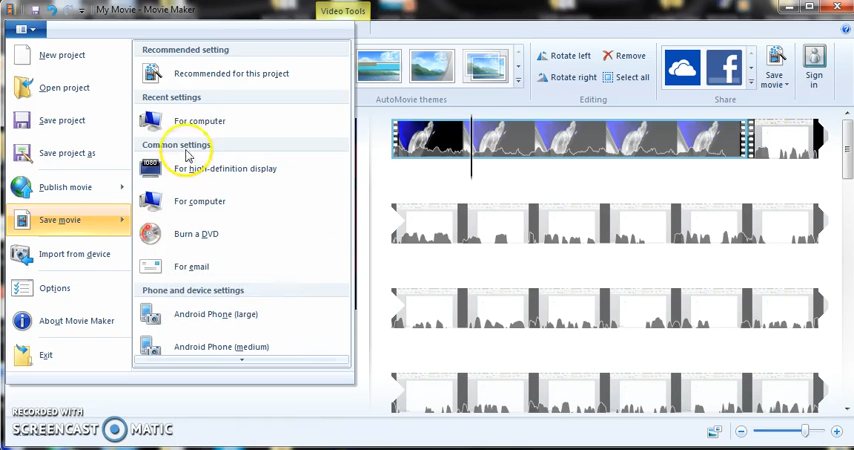 My Movie - Movie Maker
Video Tools
New project
Open project
Save project
Save project as
Publish movie
Save movie
Import from device
Options
About Movie Maker
Exit
Recommended setting
Recommended for this project
Recent settings
For computer
Common settings
1080
For high-definition display
For computer
Burn a DVD
For email
Phone and device settings
Android Phone (large)
Android Phone (medium)
Rotate left
Remove
Rotate right
Select all
Save movie
Sign in
AutoMovie themes
Editing
Share
RECORDED WITH
SCREENCAST MATIC